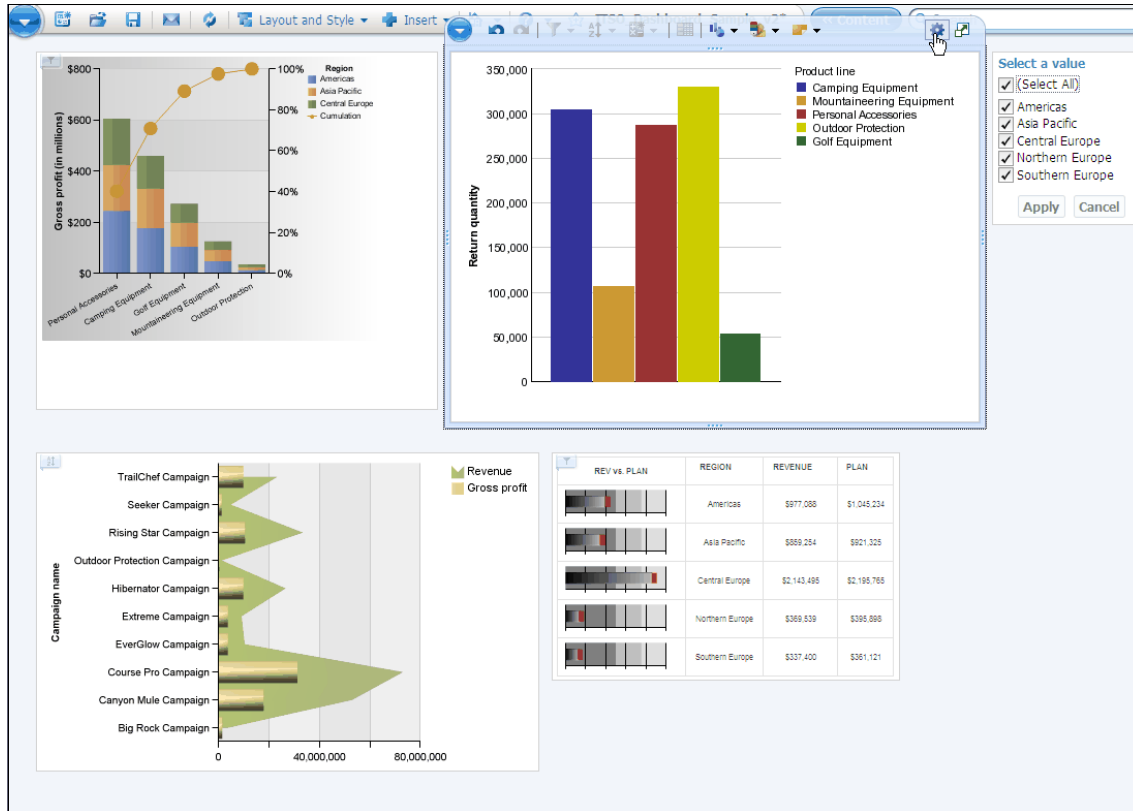 Layout and Style
Insert
Content
$800
$600
$400
$200
$0
Gross profit (in millions)
100%
80%
60%
40%
20%
0%
Region
Americas
Asia Pacific
Central Europe
Cumulation
Personal Accessories
Camping Equipment
Golf Equipment
Mountaineering Equipment
Outdoor Protection
350,000
300,000
250,000
200,000
150,000
100,000
50,000
0
Return quantity
Product line
Camping Equipment
Mountaineering Equipment
Personal Accessories
Outdoor Protection
Golf Equipment
Select a value
(Select All)
Americas
Asia Pacific
Central Europe
Northern Europe
Southern Europe
Apply Cancel
Campaign name
TrailChef Campaign
Seeker Campaign
Rising Star Campaign
Outdoor Protection Campaign
Hibernator Campaign
Extreme Campaign
EverGlow Campaign
Course Pro Campaign
Canyon Mule Campaign
Big Rock Campaign
0 40,000,000 80,000,000
Revenue
Gross profit
REV vs. PLAN REGION REVENUE PLAN
Americas $977,088 $1,045,234
Asia Pacific $859,254 $921,325
Central Europe $2,143,495 $2,195,765
Northern Europe $369,539 $395,898
Southern Europe $337,400 $361,121